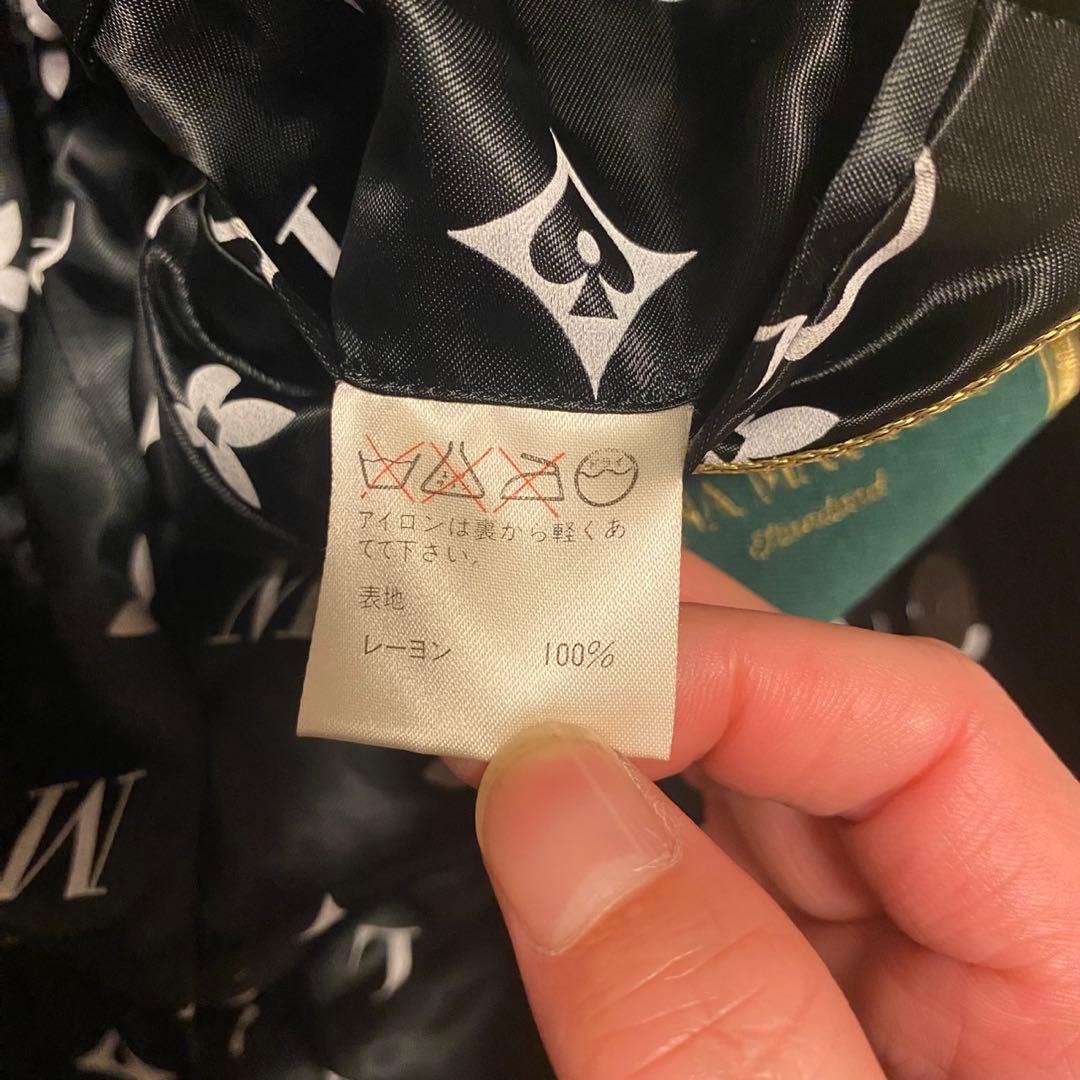 アイロンは裏から軽くあ
てて下さい。
表地
レーヨン 100%
Standard
M